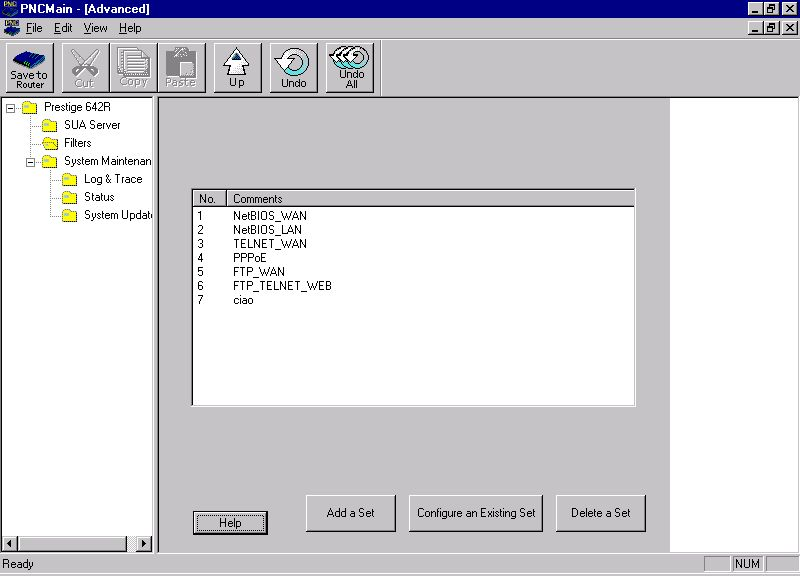 PNCMain - [Advanced]
File Edit View Help
Save to Router
Cut
Copy
Paste
Up
Undo
Undo All
Prestige 642R
SUA Server
Filters
System Maintenan
Log & Trace
Status
System Updat
No. Comments
1 NetBIOS_WAN
2 NetBIOS_LAN
3 TELNET_WAN
4 PPPoE
5 FTP_WAN
6 FTP_TELNET_WEB
7 ciao
Help
Add a Set
Configure an Existing Set
Delete a Set
Ready
NUM